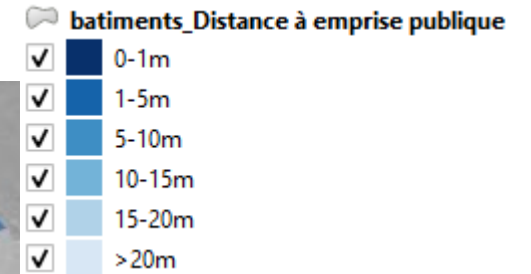 batiments_Distance à emprise publique
0-1m
1-5m
5-10m
10-15m
15-20m
>20m